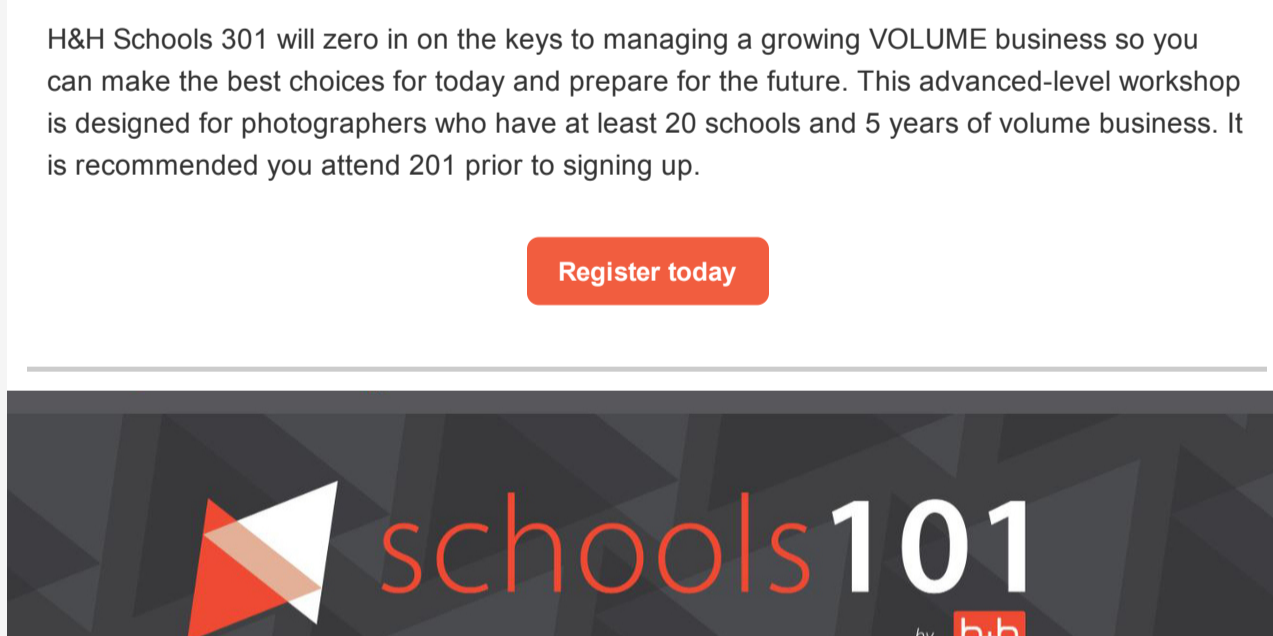 H&H Schools 301 will zero in on the keys to managing a growing VOLUME business so you
can make the best choices for today and prepare for the future. This advanced-level workshop
is designed for photographers who have at least 20 schools and 5 years of volume business. It
is recommended you attend 201 prior to signing up.
Register today
schools101
by